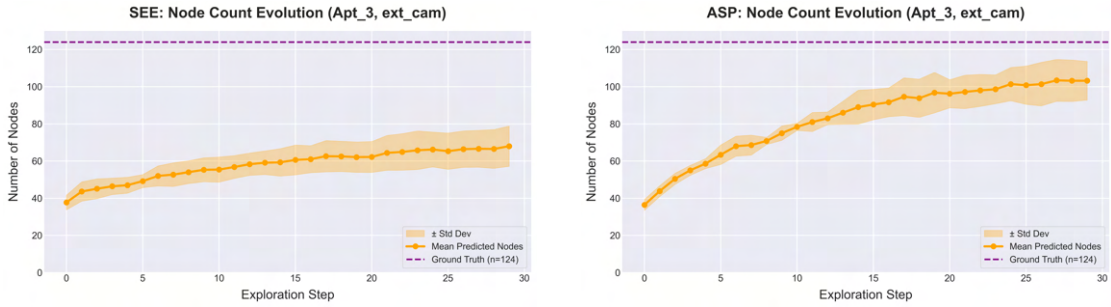 SEE: Node Count Evolution (Apt_3, ext_cam)
120
100
80
60
40
20
0
Number of Nodes
0 5 10 15 20 25 30
Exploration Step
± Std Dev
Mean Predicted Nodes
Ground Truth (n=124)
ASP: Node Count Evolution (Apt_3, ext_cam)
120
100
80
60
40
20
0
Number of Nodes
0 5 10 15 20 25 30
Exploration Step
± Std Dev
Mean Predicted Nodes
Ground Truth (n=124)